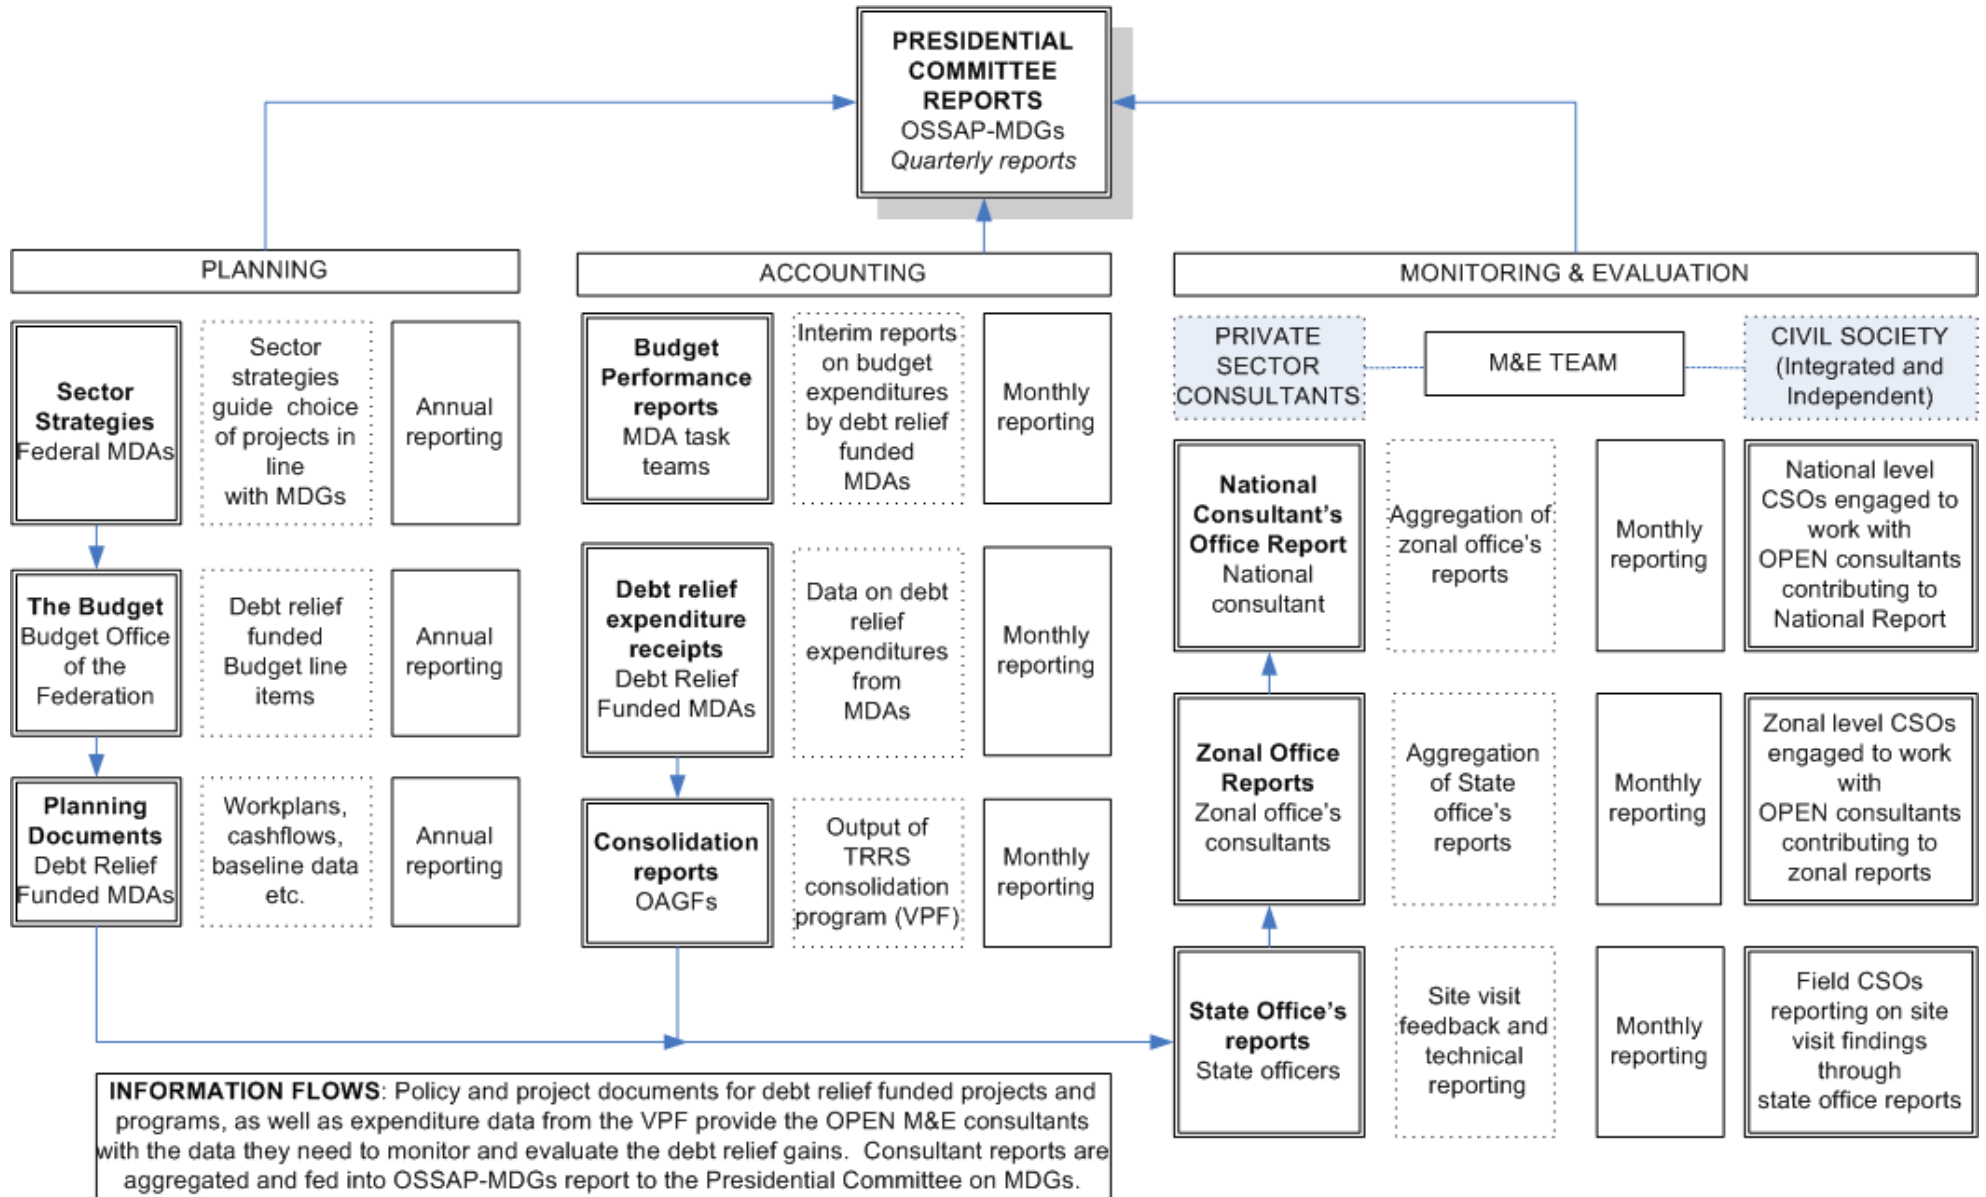 PRESIDENTIAL
COMMITTEE
REPORTS
OSSAP-MDGs
Quarterly reports
PLANNING
Sector
Strategies
Federal MDAs
Sector
strategies
guide choice
of projects in
line
with MDGs
Annual
reporting
The Budget
Budget Office
of the
Federation
Debt relief
funded
Budget line
items
Annual
reporting
Planning
Documents
Debt Relief
Funded MDAs
Workplans,
cashflows,
baseline data
etc.
Annual
reporting
ACCOUNTING
Budget
Performance
reports
MDA task
teams
Interim reports
on budget
expenditures
by debt relief
funded
MDAs
Monthly
reporting
Debt relief
expenditure
receipts
Debt Relief
Funded MDAs
Data on debt
relief
expenditures
from
MDAs
Monthly
reporting
Consolidation
reports
OAGFs
Output of
TRRS
consolidation
program (VPF)
Monthly
reporting
MONITORING & EVALUATION
PRIVATE
SECTOR
CONSULTANTS
M&E TEAM
CIVIL SOCIETY
(Integrated and
Independent)
National
Consultant's
Office Report
National
consultant
Aggregation of
zonal office's
reports
Monthly
reporting
National level
CSOs engaged to
work with
OPEN consultants
contributing to
National Report
Zonal Office
Reports
Zonal office's
consultants
Aggregation
of State
office's
reports
Monthly
reporting
Zonal level CSOs
engaged to work
with
OPEN consultants
contributing to
zonal reports
State Office's
reports
State officers
Site visit
feedback and
technical
reporting
Monthly
reporting
Field CSOs
reporting on site
visit findings
through
state office reports
INFORMATION FLOWS: Policy and project documents for debt relief funded projects and
programs, as well as expenditure data from the VPF provide the OPEN M&E consultants
with the data they need to monitor and evaluate the debt relief gains. Consultant reports are
aggregated and fed into OSSAP-MDGs report to the Presidential Committee on MDGs.